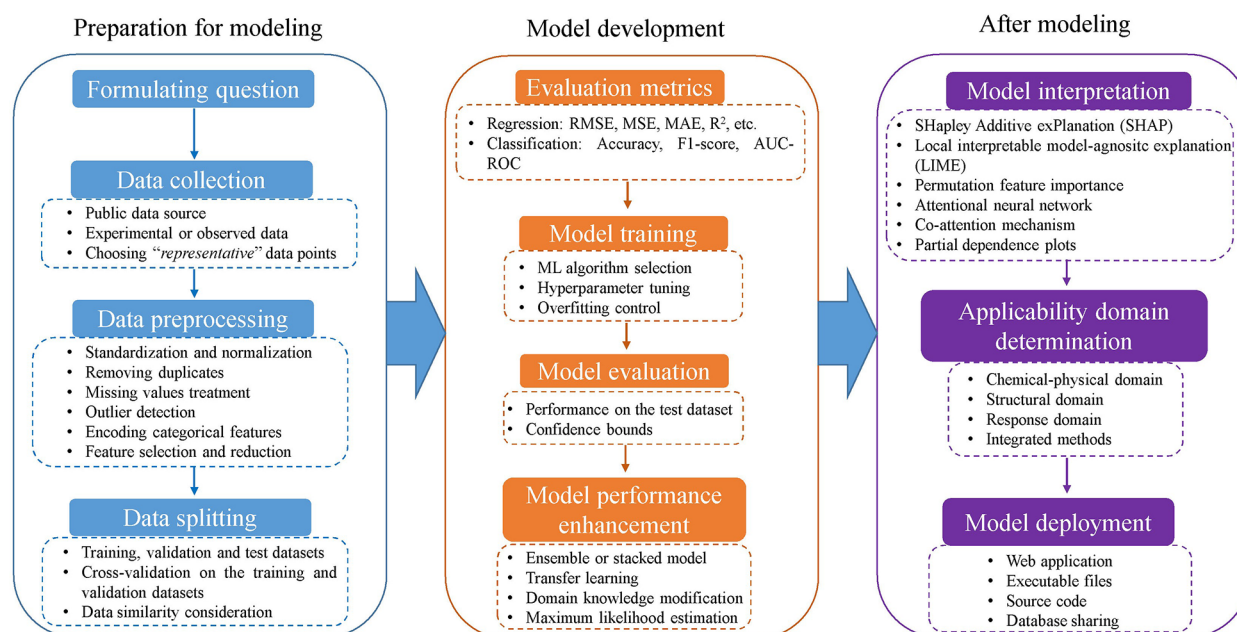 Preparation for modeling
Formulating question
Data collection
• Public data source
• Experimental or observed data
• Choosing “representative” data points
Data preprocessing
• Standardization and normalization
• Removing duplicates
• Missing values treatment
• Outlier detection
• Encoding categorical features
• Feature selection and reduction
Data splitting
• Training, validation and test datasets
• Cross-validation on the training and
validation datasets
• Data similarity consideration
Model development
Evaluation metrics
• Regression: RMSE, MSE, MAE, R², etc.
• Classification: Accuracy, F1-score, AUC-
ROC
Model training
• ML algorithm selection
• Hyperparameter tuning
• Overfitting control
Model evaluation
• Performance on the test dataset
• Confidence bounds
Model performance
enhancement
• Ensemble or stacked model
• Transfer learning
• Domain knowledge modification
• Maximum likelihood estimation
After modeling
Model interpretation
• SHapley Additive exPlanation (SHAP)
• Local interpretable model-agnositc explanation
(LIME)
• Permutation feature importance
• Attentional neural network
• Co-attention mechanism
• Partial dependence plots
Applicability domain
determination
• Chemical-physical domain
• Structural domain
• Response domain
• Integrated methods
Model deployment
• Web application
• Executable files
• Source code
• Database sharing